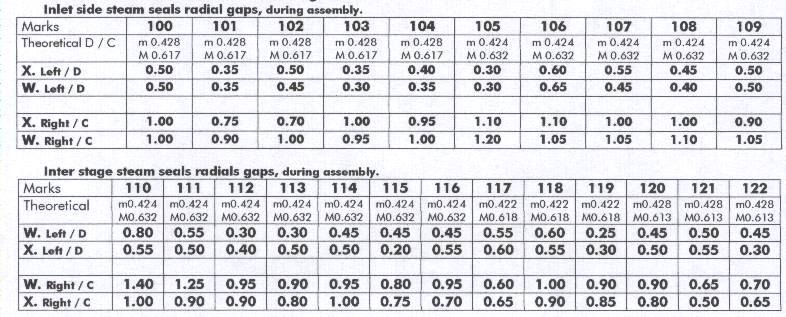 Inlet side steam seals radial gaps, during assembly.
Marks 100 101 102 103 104 105 106 107 108 109
Theoretical D / C m 0.428 m 0.428 m 0.428 m 0.428 m 0.428 m 0.424 m 0.424 m 0.424 m 0.424 m 0.424
M 0.617 M 0.617 M 0.617 M 0.617 M 0.617 M 0.632 M 0.632 M 0.632 M 0.632 M 0.632
X. Left / D 0.50 0.35 0.50 0.35 0.40 0.30 0.60 0.55 0.45 0.50
W. Left / D 0.50 0.35 0.45 0.30 0.35 0.30 0.65 0.45 0.40 0.50
X. Right / C 1.00 0.75 0.70 1.00 0.95 1.10 1.10 1.00 1.00 0.90
W. Right / C 1.00 0.90 1.00 0.95 1.00 1.20 1.05 1.05 1.10 1.05
Inter stage steam seals radials gaps, during assembly.
Marks 110 111 112 113 114 115 116 117 118 119 120 121 122
Theoretical m0.424 m0.424 m0.424 m0.424 m0.424 m0.424 m0.424 m0.422 m0.422 m0.422 m0.428 m0.428 m0.428
M0.632 M0.632 M0.632 M0.632 M0.632 M0.632 M0.632 M0.618 M0.618 M0.618 M0.613 M0.613 M0.613
W. Left / D 0.80 0.55 0.30 0.30 0.45 0.45 0.45 0.55 0.60 0.25 0.45 0.50 0.45
X. Left / D 0.55 0.50 0.40 0.50 0.50 0.20 0.55 0.60 0.55 0.30 0.50 0.55 0.30
W. Right / C 1.40 1.25 0.95 0.90 0.95 0.80 0.95 0.60 1.00 0.90 0.90 0.65 0.70
X. Right / C 1.00 0.90 0.90 0.80 1.00 0.75 0.70 0.65 0.90 0.85 0.80 0.50 0.65